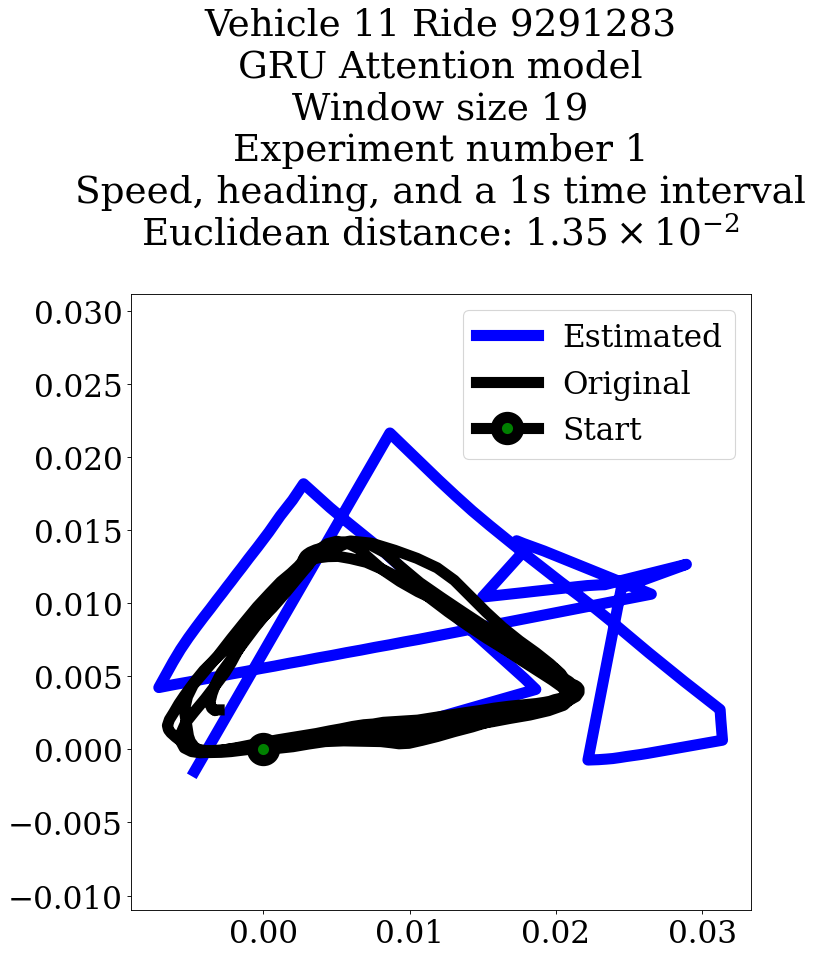 Vehicle 11 Ride 9291283
GRU Attention model
Window size 19
Experiment number 1
Speed, heading, and a 1s time interval
Euclidean distance: 1.35 × 10⁻²
0.030
0.025
0.020
0.015
0.010
0.005
0.000
−0.005
−0.010
Estimated
Original
Start
0.00 0.01 0.02 0.03